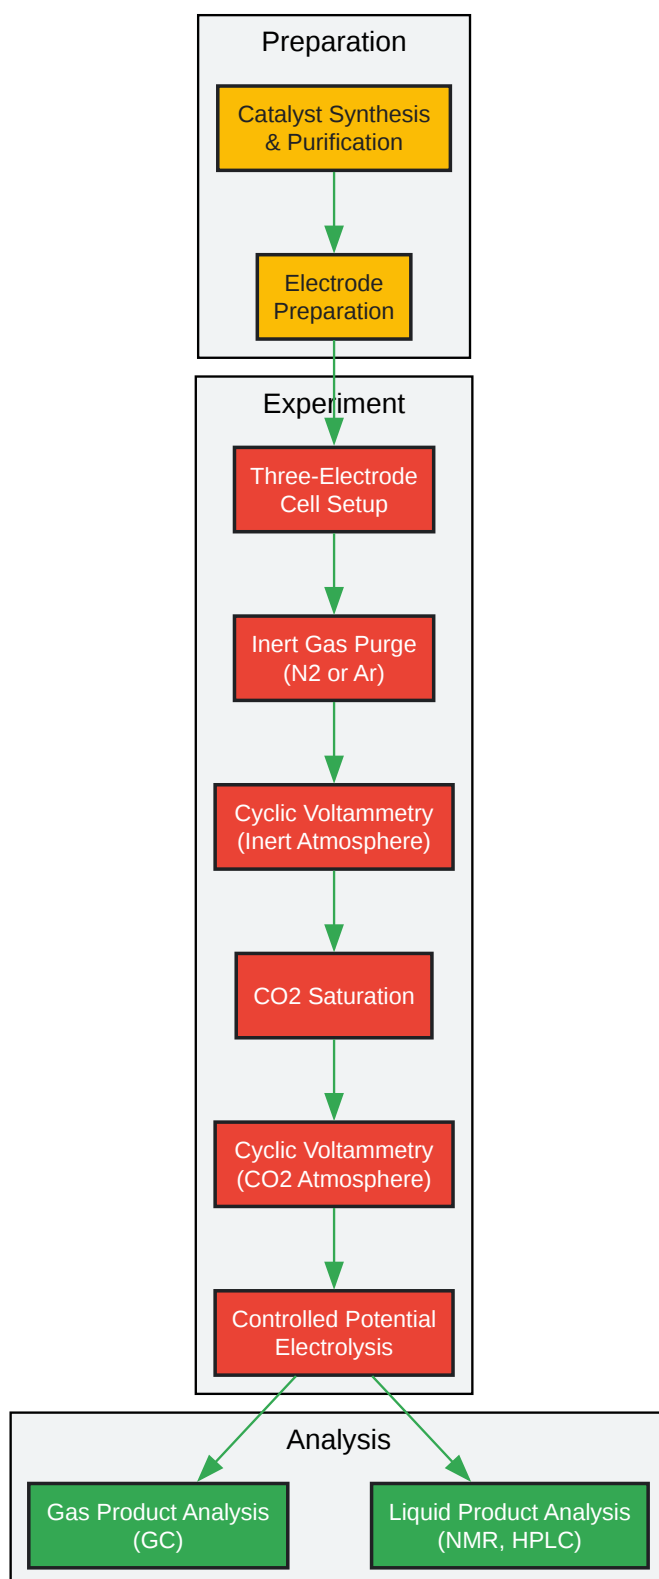 Preparation
Catalyst Synthesis
& Purification
Electrode
Preparation
Experiment
Three-Electrode
Cell Setup
Inert Gas Purge
(N2 or Ar)
Cyclic Voltammetry
(Inert Atmosphere)
CO2 Saturation
Cyclic Voltammetry
(CO2 Atmosphere)
Controlled Potential
Electrolysis
Analysis
Gas Product Analysis
(GC)
Liquid Product Analysis
(NMR, HPLC)